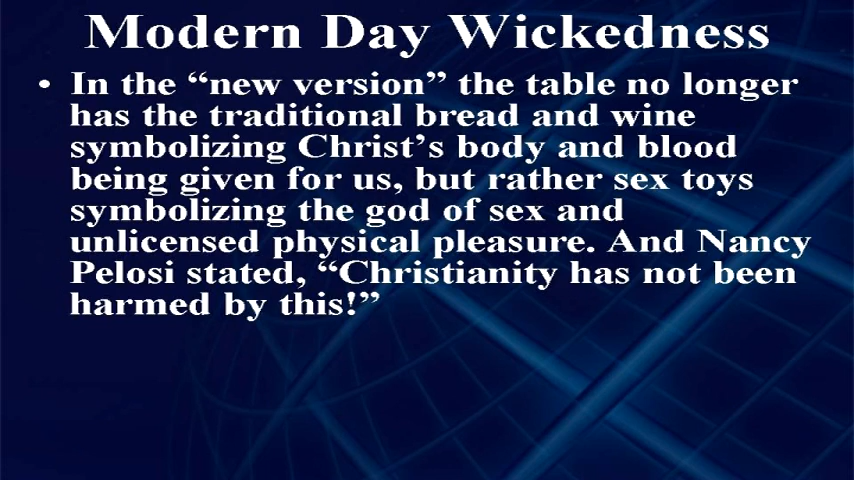 Modern Day Wickedness
• In the “new version” the table no longer
has the traditional bread and wine
symbolizing Christ’s body and blood
being given for us, but rather sex toys
symbolizing the god of sex and
unlicensed physical pleasure. And Nancy
Pelosi stated, “Christianity has not been
harmed by this!”